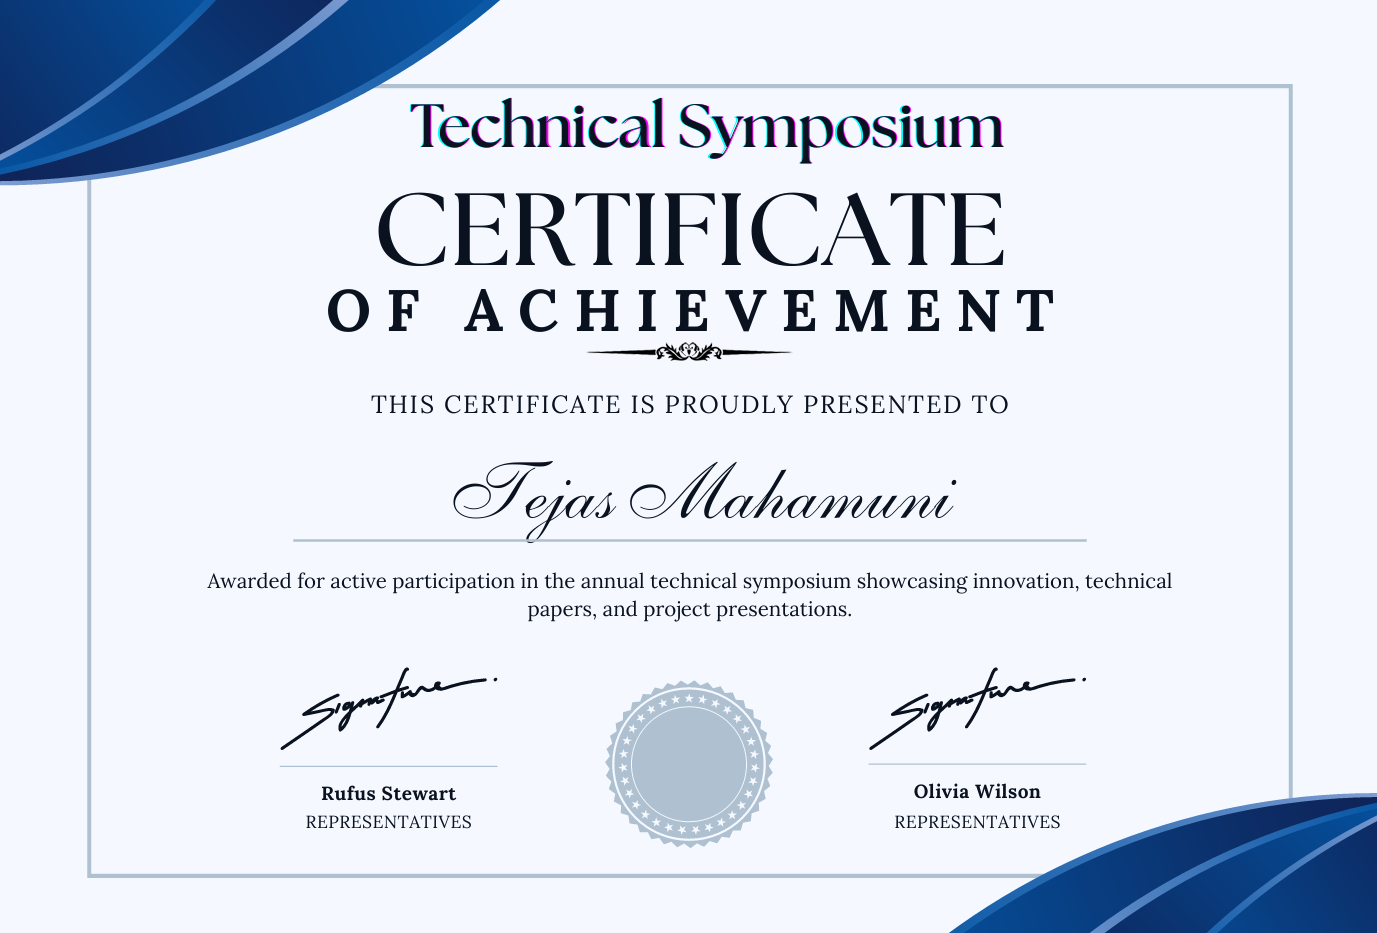 Technical Symposium
CERTIFICATE
OF ACHIEVEMENT
THIS CERTIFICATE IS PROUDLY PRESENTED TO
Tejas Mahamuni
Awarded for active participation in the annual technical symposium showcasing innovation, technical
papers, and project presentations.
Signature
Rufus Stewart
REPRESENTATIVES
Signature
Olivia Wilson
REPRESENTATIVES